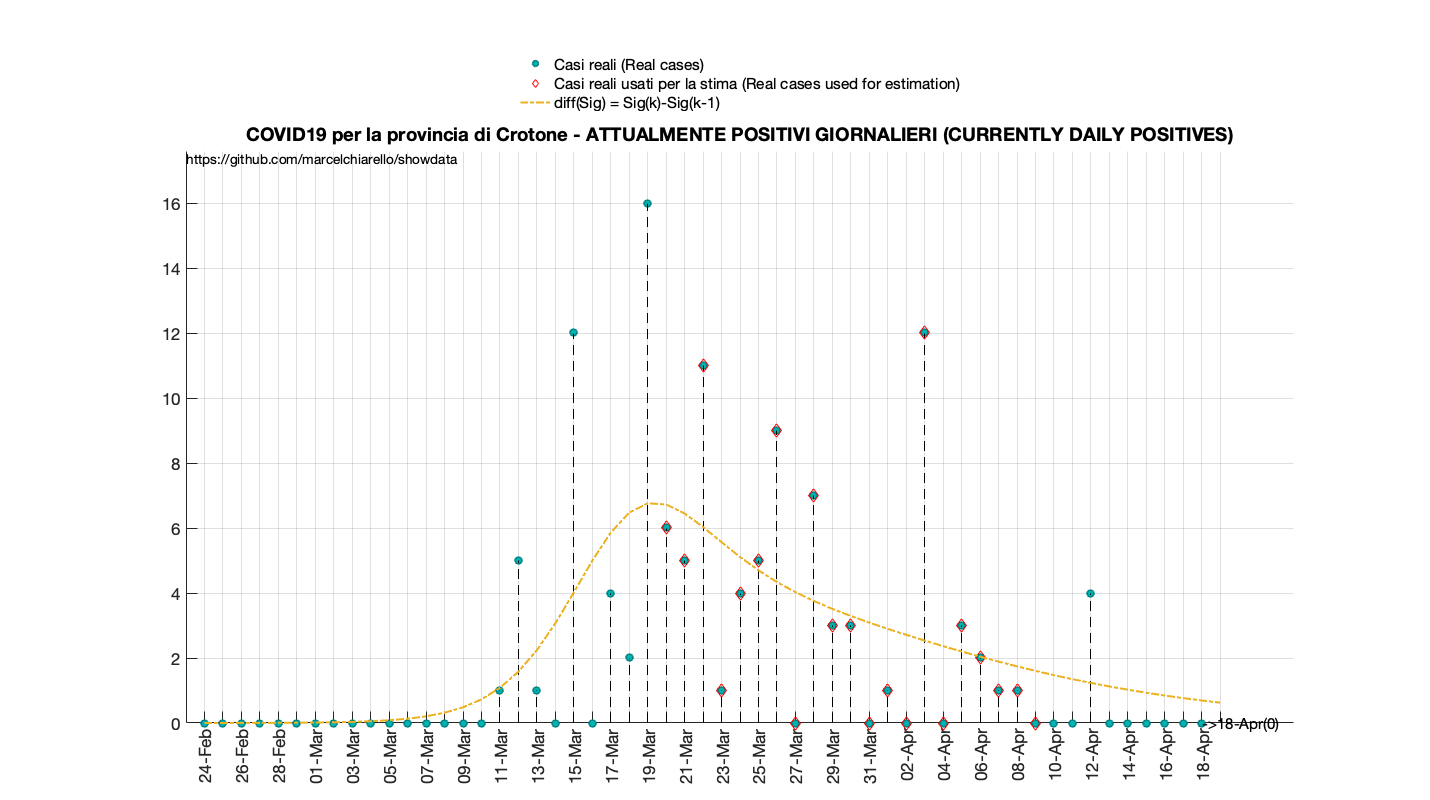 Casi reali (Real cases)
Casi reali usati per la stima (Real cases used for estimation)
diff(Sig) = Sig(k)-Sig(k-1)
COVID19 per la provincia di Crotone - ATTUALMENTE POSITIVI GIORNALIERI (CURRENTLY DAILY POSITIVES)
https://github.com/marcelchiarello/showdata
16
14
12
10
8
6
4
2
0
->18-Apr(0)
24-Feb
26-Feb
28-Feb
01-Mar
03-Mar
05-Mar
07-Mar
09-Mar
11-Mar
13-Mar
15-Mar
17-Mar
19-Mar
21-Mar
23-Mar
25-Mar
27-Mar
29-Mar
31-Mar
02-Apr
04-Apr
06-Apr
08-Apr
10-Apr
12-Apr
14-Apr
16-Apr
18-Apr